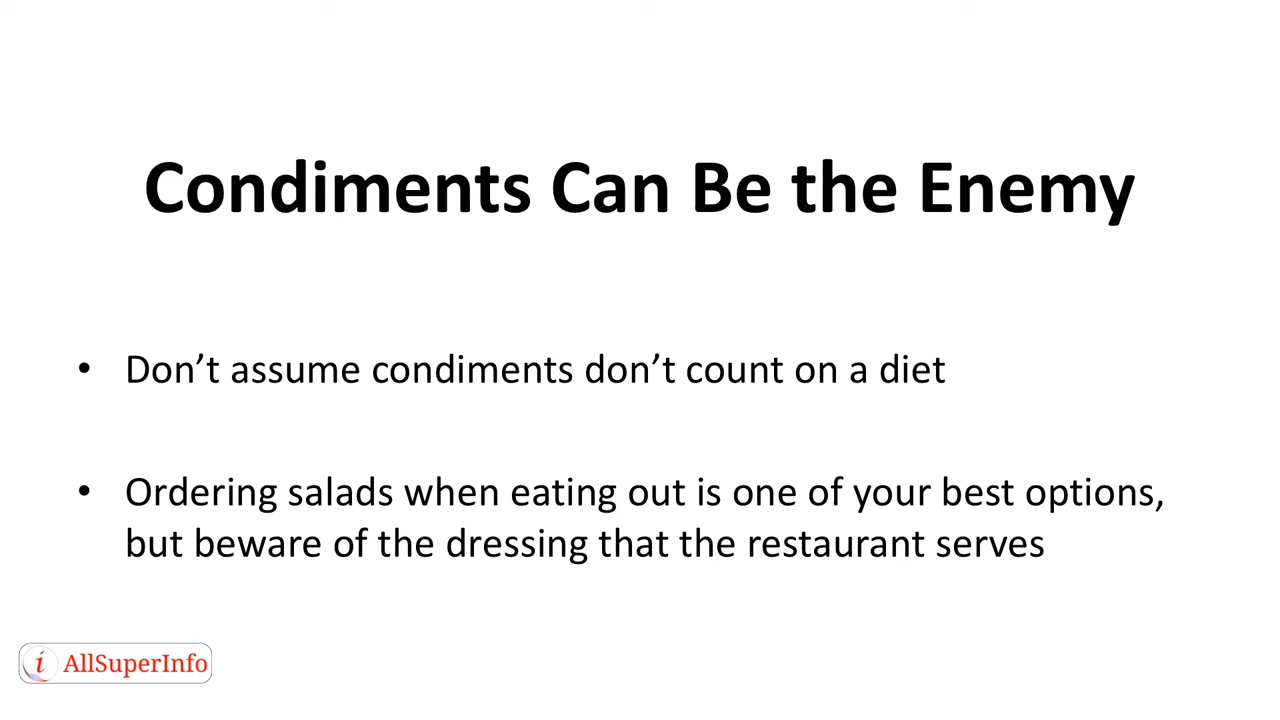 Condiments Can Be the Enemy
• Don’t assume condiments don’t count on a diet
• Ordering salads when eating out is one of your best options,
but beware of the dressing that the restaurant serves
i AllSuperInfo